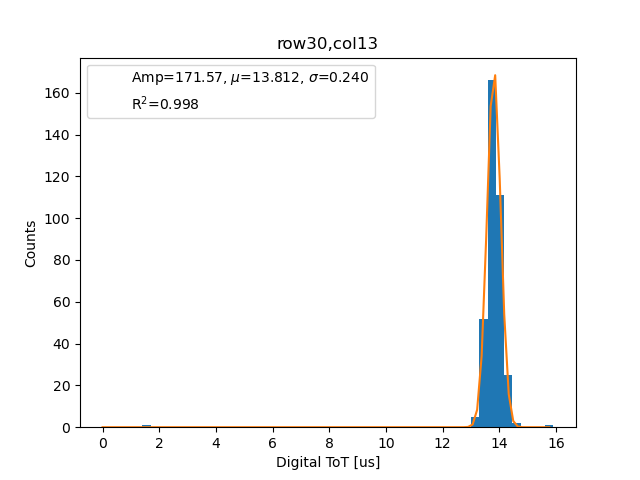 row30,col13
Amp=171.57, μ=13.812, σ=0.240
R²=0.998
160
140
120
100
80
60
40
20
0
Counts
0 2 4 6 8 10 12 14 16
Digital ToT [us]